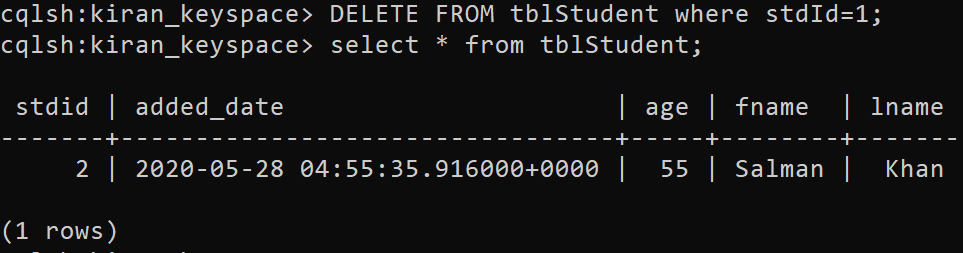 cqlsh:kiran_keyspace> DELETE FROM tblStudent where stdId=1;
cqlsh:kiran_keyspace> select * from tblStudent;
 stdid | added_date                      | age | fname  | lname
-------+---------------------------------+-----+--------+-------
     2 | 2020-05-28 04:55:35.916000+0000 |  55 | Salman |  Khan
(1 rows)